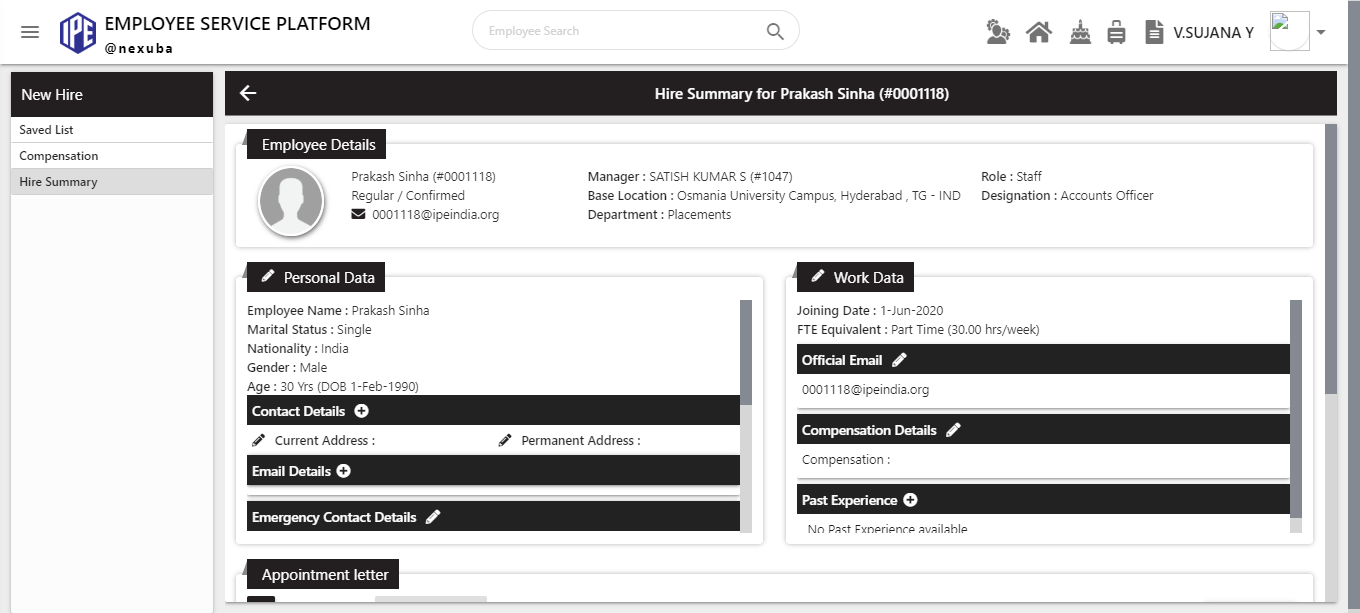 IPE
EMPLOYEE SERVICE PLATFORM
@nexuba
Employee Search
V.SUJANA Y
New Hire
Saved List
Compensation
Hire Summary
Hire Summary for Prakash Sinha (#0001118)
Employee Details
Prakash Sinha (#0001118)
Regular / Confirmed
0001118@ipeindia.org
Manager : SATISH KUMAR S (#1047)
Base Location : Osmania University Campus, Hyderabad , TG - IND
Department : Placements
Role : Staff
Designation : Accounts Officer
Personal Data
Employee Name : Prakash Sinha
Marital Status : Single
Nationality : India
Gender : Male
Age : 30 Yrs (DOB 1-Feb-1990)
Contact Details
Current Address : Permanent Address :
Email Details
Emergency Contact Details
Work Data
Joining Date : 1-Jun-2020
FTE Equivalent : Part Time (30.00 hrs/week)
Official Email
0001118@ipeindia.org
Compensation Details
Compensation :
Past Experience
No Past Experience available
Appointment letter